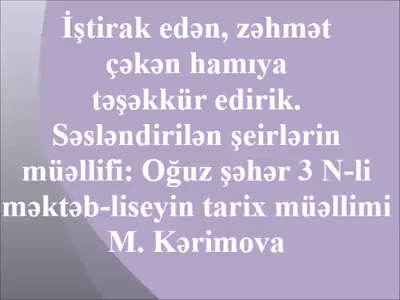 İştirak edən, zəhmət
çəkən hamıya
təşəkkür edirik.
Səsləndirilən şeirlərin
müəllifi: Oğuz şəhər 3 N-li
məktəb-liseyin tarix müəllimi
M. Kərimova